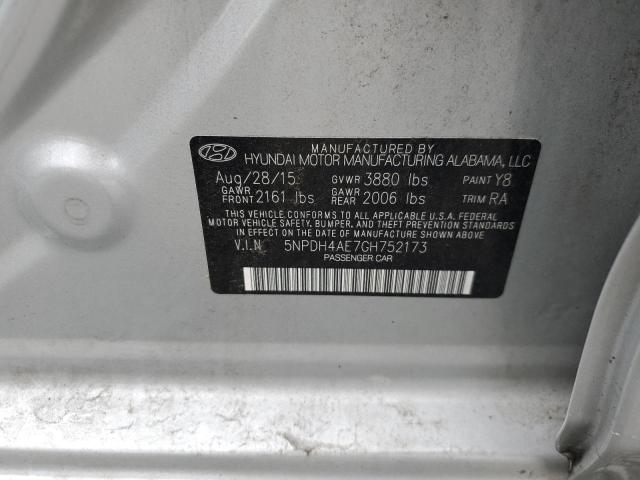 MANUFACTURED BY
HYUNDAI MOTOR MANUFACTURING ALABAMA, LLC
Aug/28/15 GVWR 3880 lbs PAINT Y8
GAWR FRONT 2161 lbs GAWR REAR 2006 lbs TRIM RA
THIS VEHICLE CONFORMS TO ALL APPLICABLE U.S.A. FEDERAL
MOTOR VEHICLE SAFETY, BUMPER, AND THEFT PREVENTION STANDARDS
IN EFFECT ON THE DATE OF MANUFACTURE SHOWN ABOVE.
V.I.N 5NPDH4AE7GH752173
PASSENGER CAR